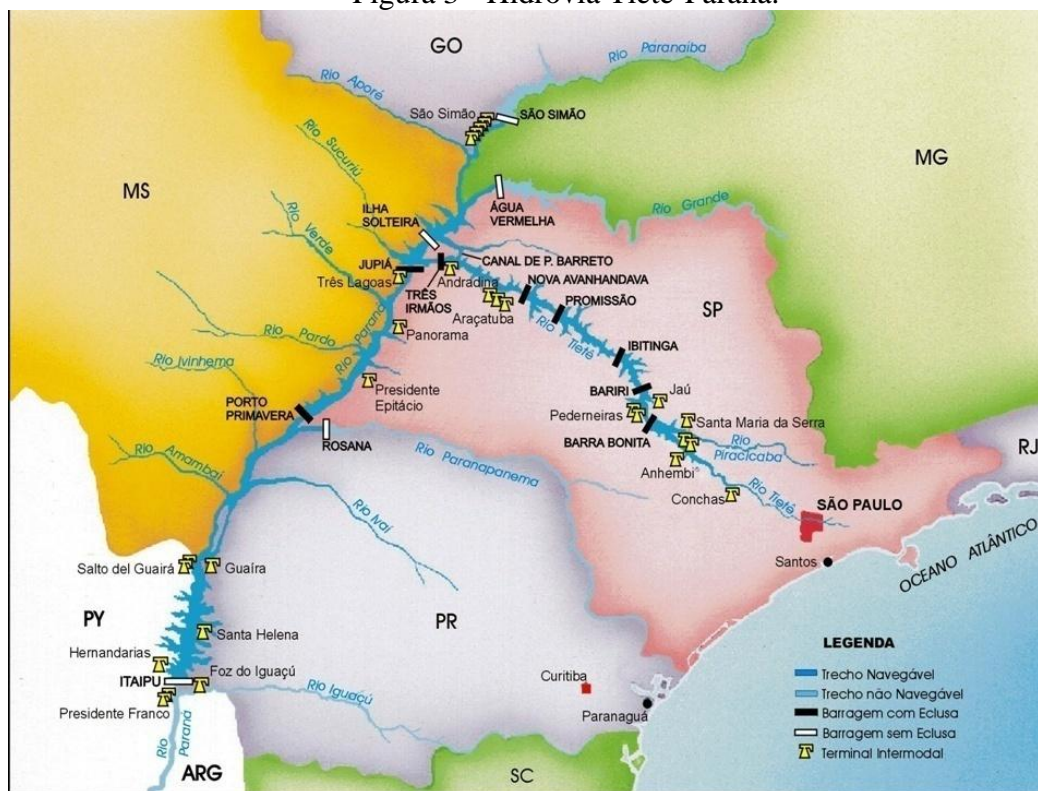 Figura 3 - Hidrovia Tietê-Paraná.
GO
Rio Paranaíba
Rio Aporé
São Simão
SÃO SIMÃO
MG
Rio Sucuriú
MS
ILHA
SOLTEIRA
ÁGUA
VERMELHA
Rio Grande
Rio Verde
JUPIÁ
CANAL DE P. BARRETO
Três Lagoas
TRÊS
IRMÃOS
Andradina
NOVA AVANHANDAVA
PROMISSÃO
SP
Araçatuba
Rio Paraná
Rio Tietê
Rio Pardo
Panorama
IBITINGA
Rio Ivinhema
Presidente
Epitácio
BARIRI
Jaú
PORTO
PRIMAVERA
Pederneiras
Santa Maria da Serra
ROSANA
BARRA BONITA
Rio
Piracicaba
RJ
Rio Paranapanema
Rio Amambai
Anhembi
Conchas
Rio Tietê
SÃO PAULO
Rio Ivaí
Santos
OCEANO ATLÂNTICO
Salto del Guairá
Guaíra
PY
PR
Santa Helena
LEGENDA
Hernandarias
Trecho Navegável
ITAIPU
Foz do Iguaçú
Curitiba
Trecho não Navegável
Rio Iguaçú
Barragem com Eclusa
Presidente Franco
Paranaguá
Barragem sem Eclusa
Rio
Paraná
Terminal Intermodal
ARG
SC